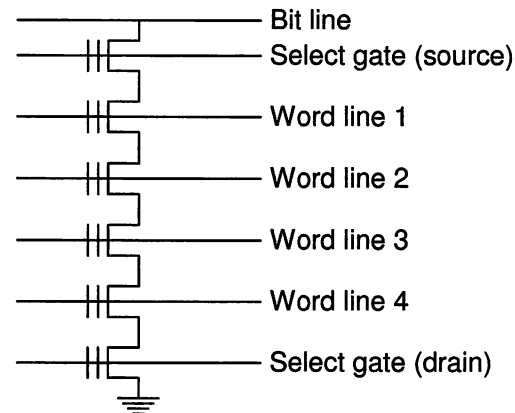 Bit line
Select gate (source)
Word line 1
Word line 2
Word line 3
Word line 4
Select gate (drain)